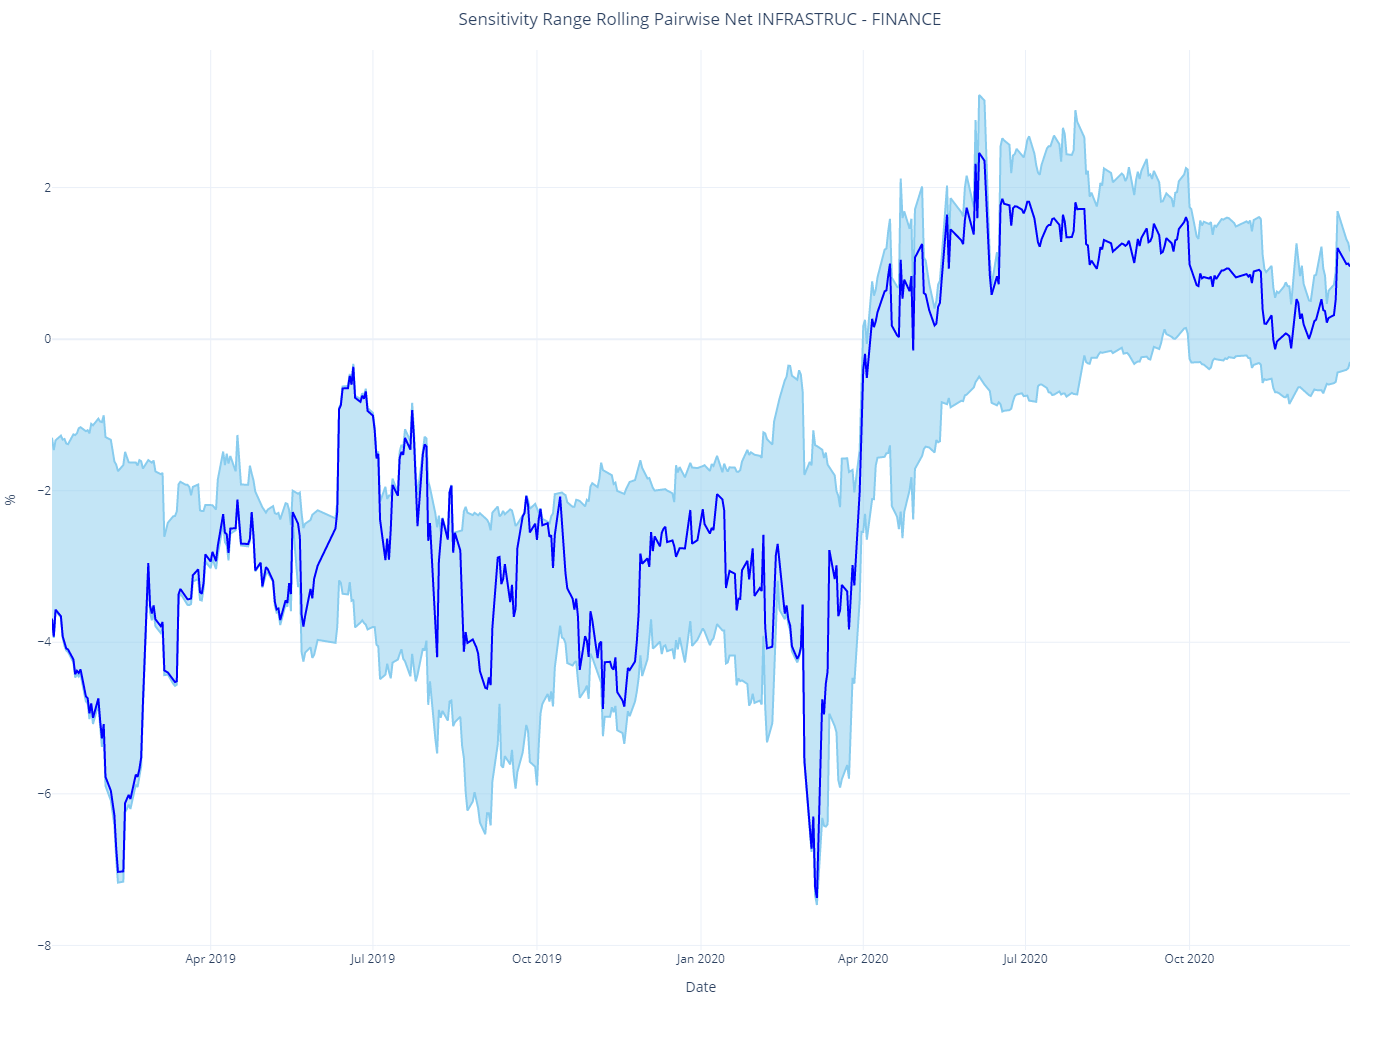 Sensitivity Range Rolling Pairwise Net INFRASTRUC - FINANCE
%
2
0
−2
−4
−6
−8
Apr 2019
Jul 2019
Oct 2019
Jan 2020
Apr 2020
Jul 2020
Oct 2020
Date